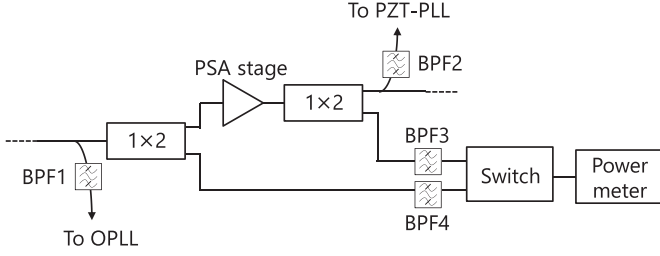 To PZT-PLL
PSA stage
BPF2
1×2
1×2
BPF3
BPF1
Switch
Power
meter
BPF4
To OPLL